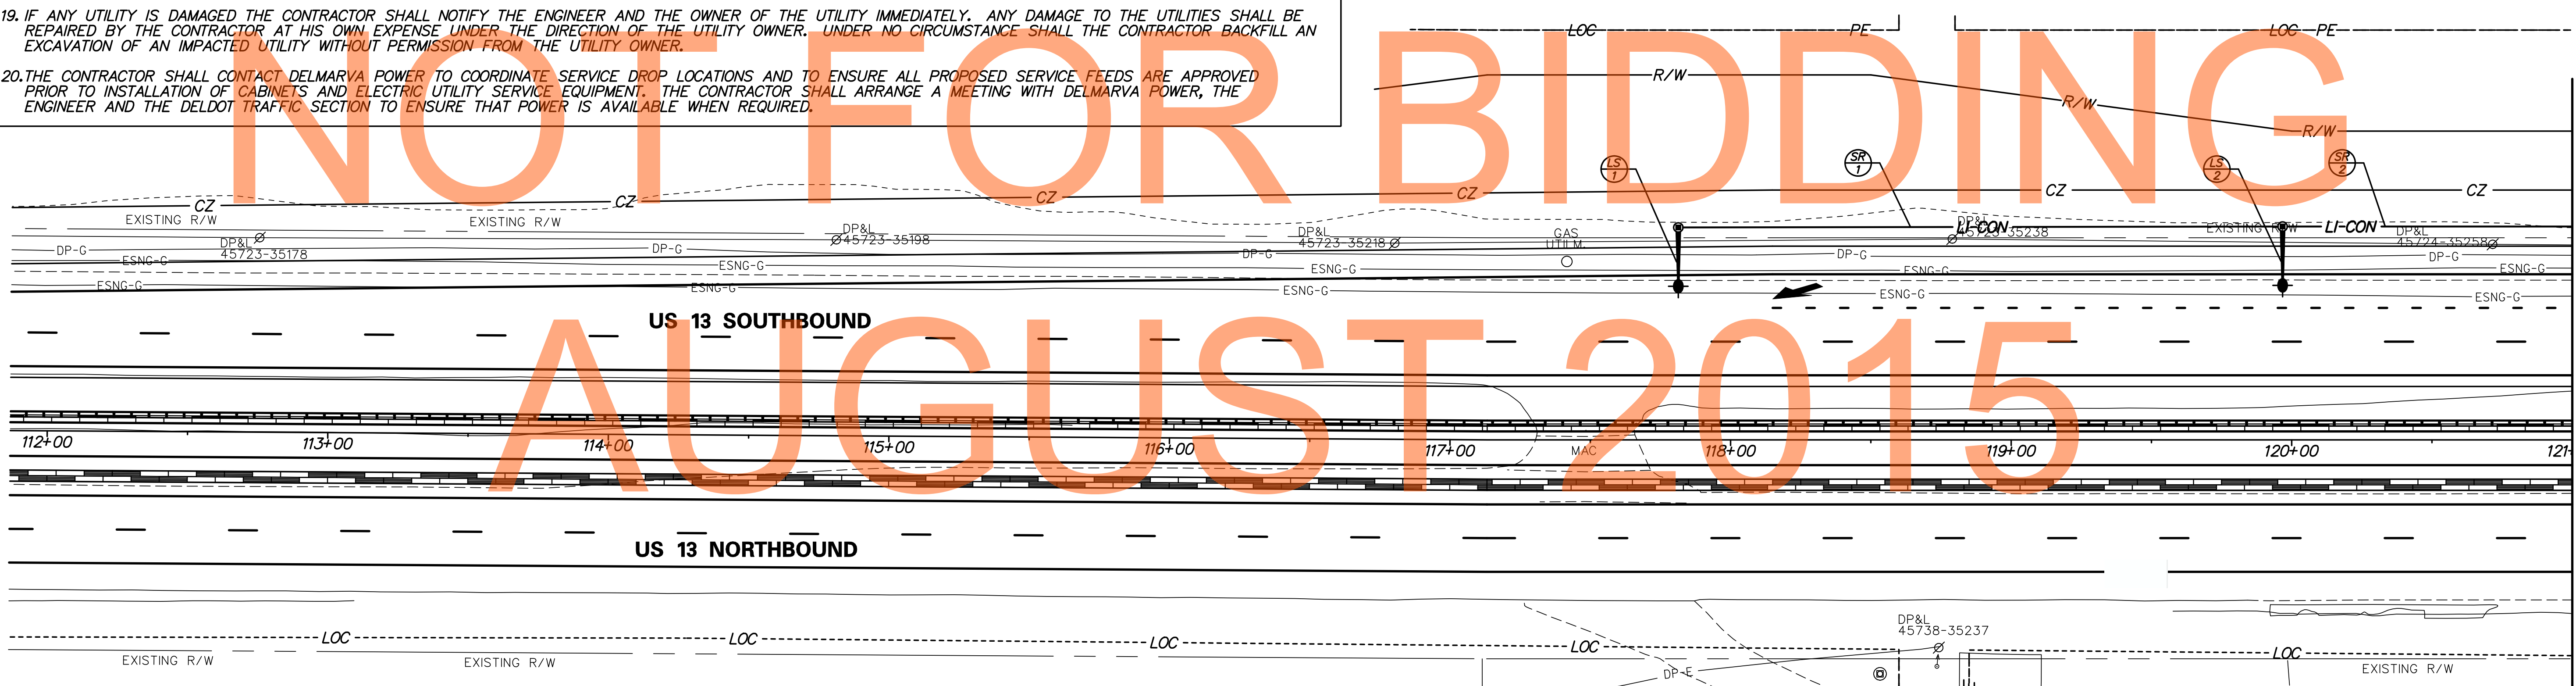 19. IF ANY UTILITY IS DAMAGED THE CONTRACTOR SHALL NOTIFY THE ENGINEER AND THE OWNER OF THE UTILITY IMMEDIATELY. ANY DAMAGE TO THE UTILITIES SHALL BE
REPAIRED BY THE CONTRACTOR AT HIS OWN EXPENSE UNDER THE DIRECTION OF THE UTILITY OWNER. UNDER NO CIRCUMSTANCE SHALL THE CONTRACTOR BACKFILL AN
EXCAVATION OF AN IMPACTED UTILITY WITHOUT PERMISSION FROM THE UTILITY OWNER.
20. THE CONTRACTOR SHALL CONTACT DELMARVA POWER TO COORDINATE SERVICE DROP LOCATIONS AND TO ENSURE ALL PROPOSED SERVICE FEEDS ARE APPROVED
PRIOR TO INSTALLATION OF CABINETS AND ELECTRIC UTILITY SERVICE EQUIPMENT. THE CONTRACTOR SHALL ARRANGE A MEETING WITH DELMARVA POWER, THE
ENGINEER AND THE DELDOT TRAFFIC SECTION TO ENSURE THAT POWER IS AVAILABLE WHEN REQUIRED.
NOT FOR BIDDING
AUGUST 2015
LOC PE LOC PE
R/W R/W R/W
LS 1
SR 1
LS 2
SR 2
CZ CZ CZ CZ CZ CZ
EXISTING R/W EXISTING R/W EXISTING R/W
DP&L
45723-35178
DP&L
45723-35198
DP&L
45723-35218
GAS
UTILM.
LI-CON
DP&L
45723-35238
LI-CON
DP&L
45724-35258
DP-G DP-G DP-G DP-G DP-G
ESNG-G ESNG-G ESNG-G ESNG-G ESNG-G
ESNG-G ESNG-G ESNG-G ESNG-G ESNG-G
US 13 SOUTHBOUND
112+00 113+00 114+00 115+00 116+00 117+00 118+00 119+00 120+00 121+
MAC
US 13 NORTHBOUND
LOC LOC LOC LOC LOC
DP&L
45738-35237
EXISTING R/W EXISTING R/W EXISTING R/W
DP-E